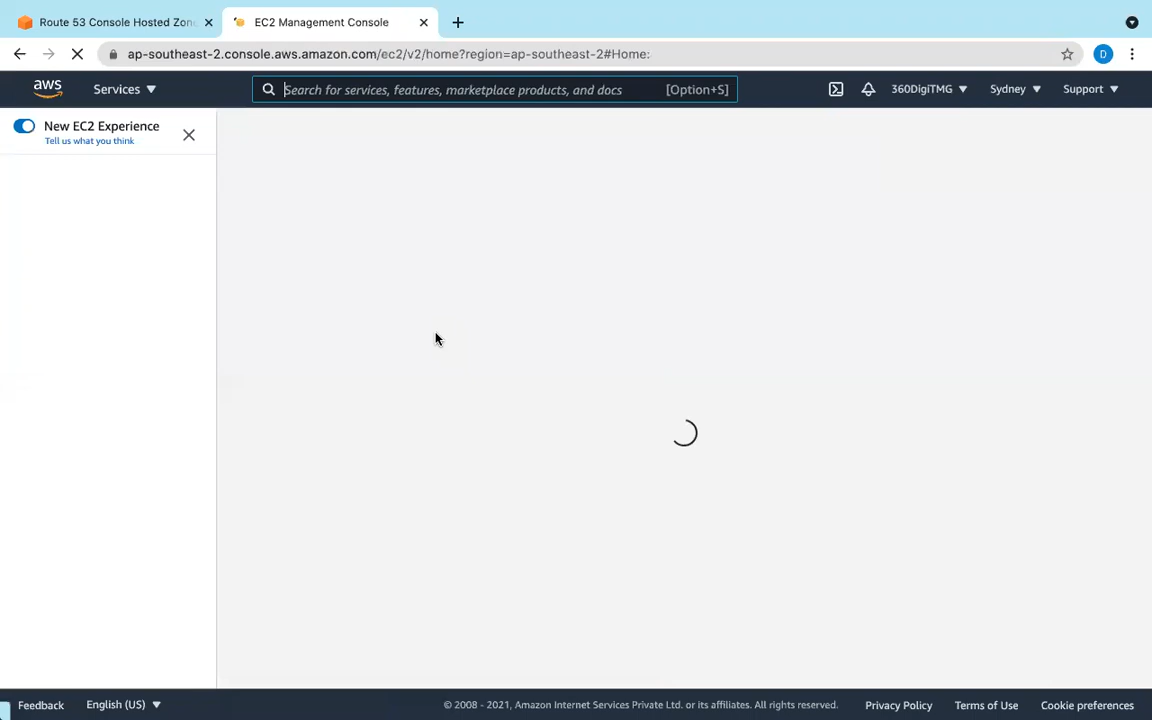 Route 53 Console Hosted Zon
EC2 Management Console
ap-southeast-2.console.aws.amazon.com/ec2/v2/home?region=ap-southeast-2#Home:
D
aws
Services
Search for services, features, marketplace products, and docs [Option+S]
360DigiTMG
Sydney
Support
New EC2 Experience
Tell us what you think
Feedback
English (US)
© 2008 - 2021, Amazon Internet Services Private Ltd. or its affiliates. All rights reserved.
Privacy Policy
Terms of Use
Cookie preferences